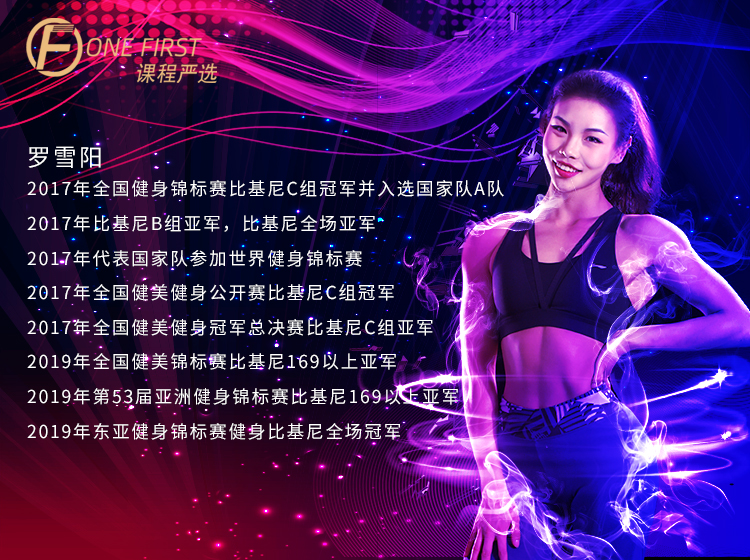 ONE FIRST
课程严选
罗雪阳
2017年全国健身锦标赛比基尼C组冠军并入选国家队A队
2017年比基尼B组亚军，比基尼全场亚军
2017年代表国家队参加世界健身锦标赛
2017年全国健美健身公开赛比基尼C组冠军
2017年全国健美健身冠军总决赛比基尼C组亚军
2019年全国健美锦标赛比基尼169以上亚军
2019年第53届亚洲健身锦标赛比基尼169以上亚军
2019年东亚健身锦标赛健身比基尼全场冠军